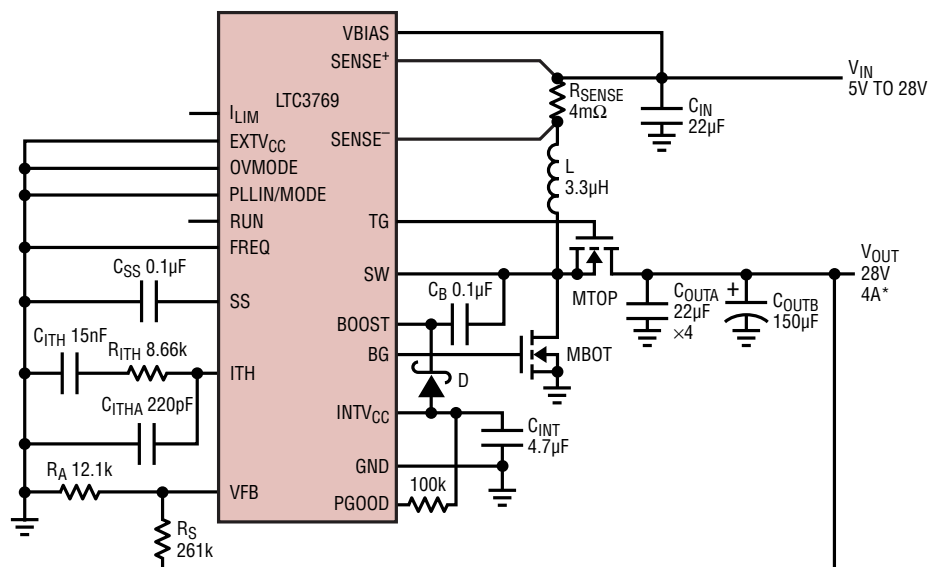 VBIAS
SENSE+
LTC3769
ILIM
EXTVCC
SENSE–
OVMODE
PLLIN/MODE
RUN
TG
FREQ
CSS 0.1µF
SW
SS
CB 0.1µF
BOOST
CITH 15nF
RITH 8.66k
BG
ITH
D
CITHA 220pF
INTVCC
GND
RA 12.1k
VFB
PGOOD
100k
RS
261k
RSENSE
4mΩ
CIN
22µF
VIN
5V TO 28V
L
3.3µH
MTOP
MBOT
CINT
4.7µF
COUTA
22µF
×4
+
COUTB
150µF
VOUT
28V
4A*